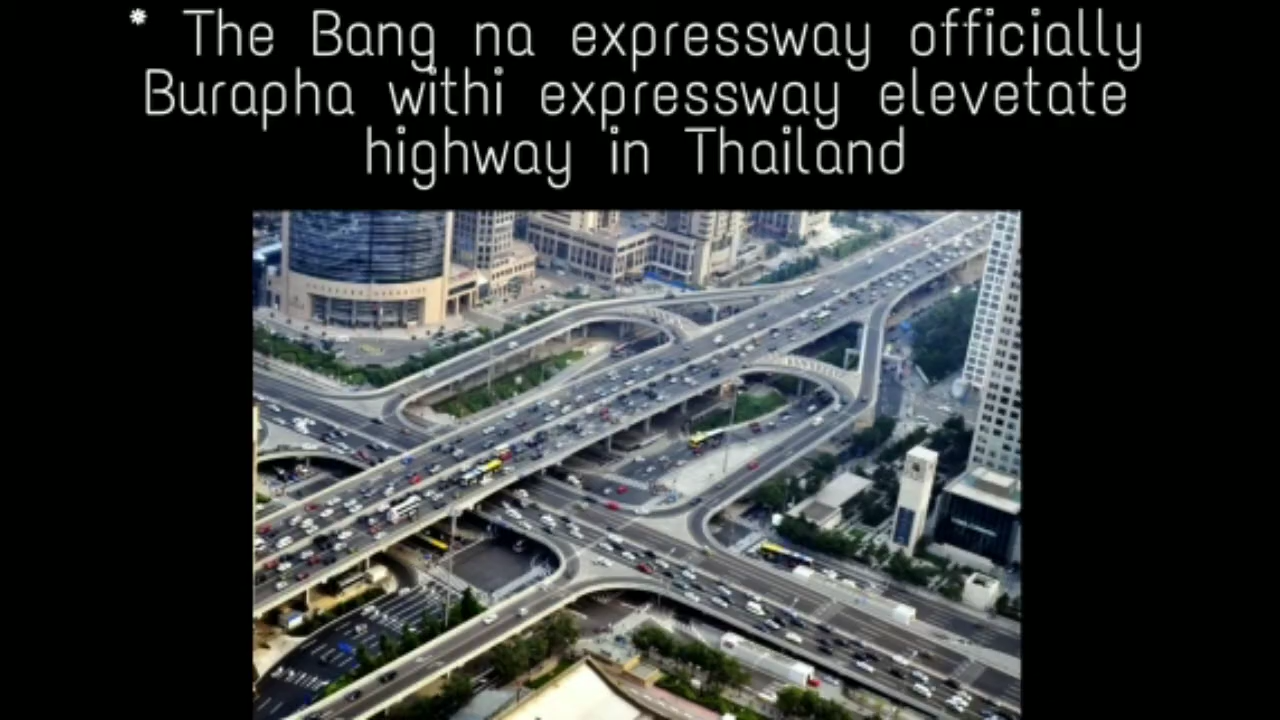 * The Bang na expressway officially
Burapha withi expressway elevetate
highway in Thailand